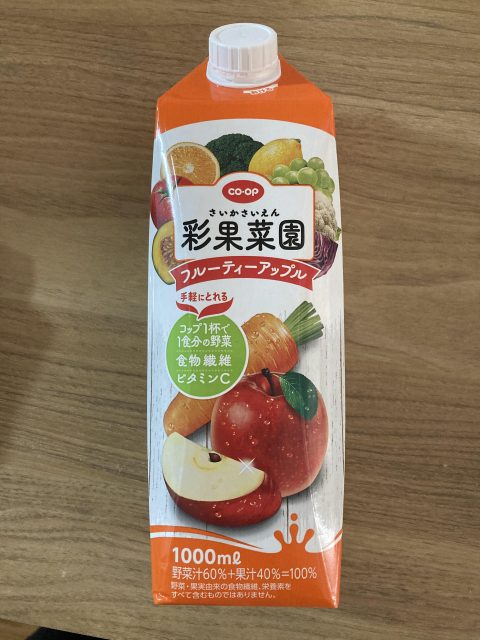 co·op
さいかさいえん
彩果菜園
フルーティーアップル
手軽にとれる
コップ1杯で
1食分の野菜
食物繊維
ビタミンC
1000mℓ
野菜汁60%+果汁40%=100%
野菜・果実由来の食物繊維、栄養素を
すべて含むものではありません。